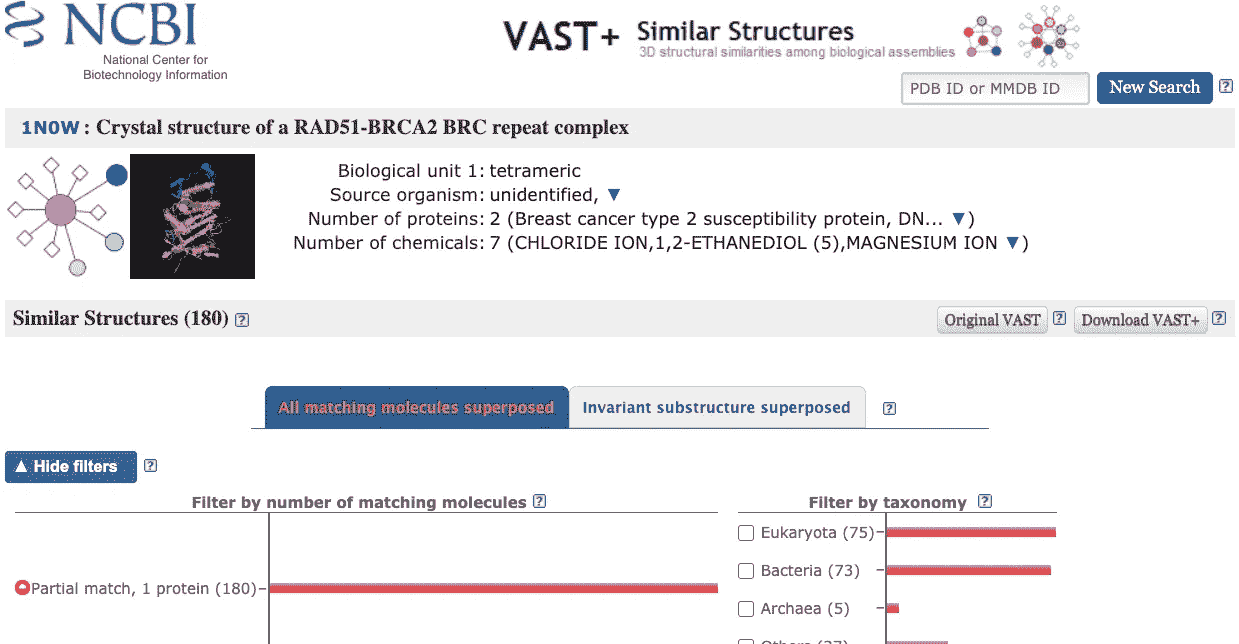 NCBI
National Center for
Biotechnology Information
VAST+ Similar Structures
3D structural similarities among biological assemblies
PDB ID or MMDB ID New Search ?
1N0W : Crystal structure of a RAD51-BRCA2 BRC repeat complex
Biological unit 1: tetrameric
Source organism: unidentified, ▼
Number of proteins: 2 (Breast cancer type 2 susceptibility protein, DN... ▼)
Number of chemicals: 7 (CHLORIDE ION,1,2-ETHANEDIOL (5),MAGNESIUM ION ▼)
Similar Structures (180) ? Original VAST ? Download VAST+ ?
All matching molecules superposed Invariant substructure superposed ?
▲ Hide filters ?
Filter by number of matching molecules ?
Partial match, 1 protein (180)
Filter by taxonomy ?
Eukaryota (75)
Bacteria (73)
Archaea (5)